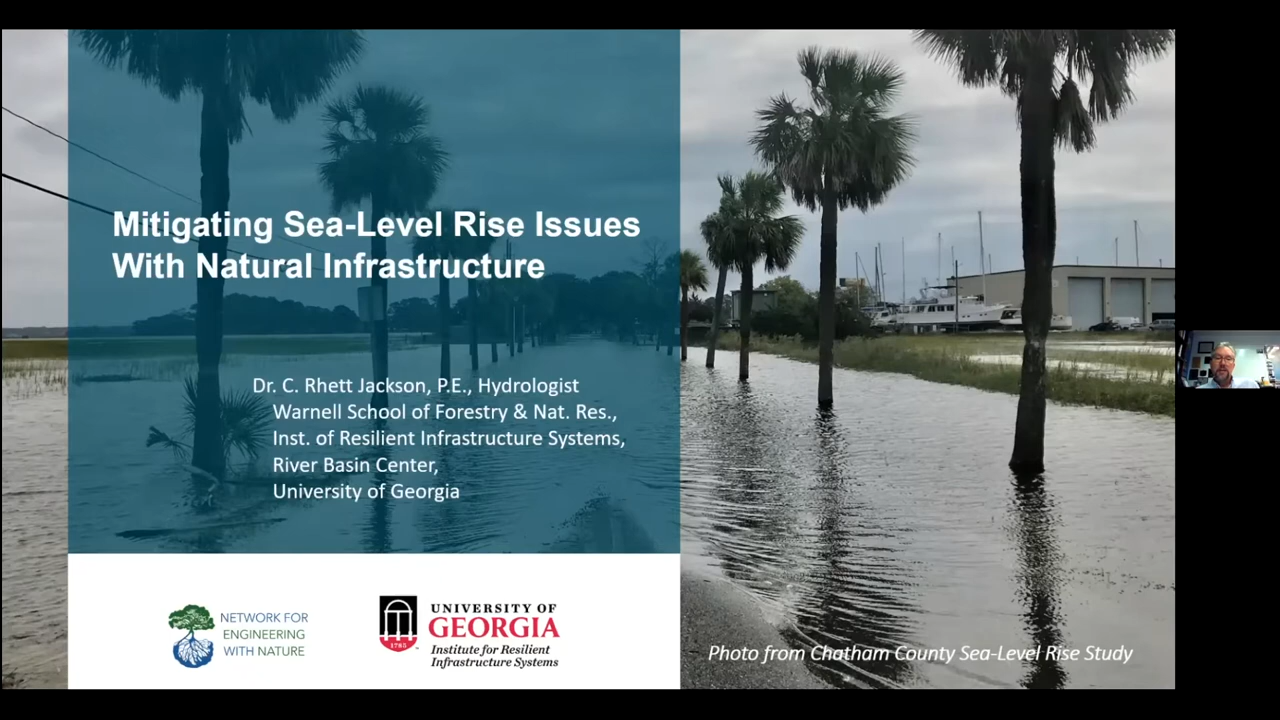 Mitigating Sea-Level Rise Issues
With Natural Infrastructure
Dr. C. Rhett Jackson, P.E., Hydrologist
Warnell School of Forestry & Nat. Res.,
Inst. of Resilient Infrastructure Systems,
River Basin Center,
University of Georgia
NETWORK FOR
ENGINEERING
WITH NATURE
1785
UNIVERSITY OF
GEORGIA
Institute for Resilient
Infrastructure Systems
Photo from Chatham County Sea-Level Rise Study